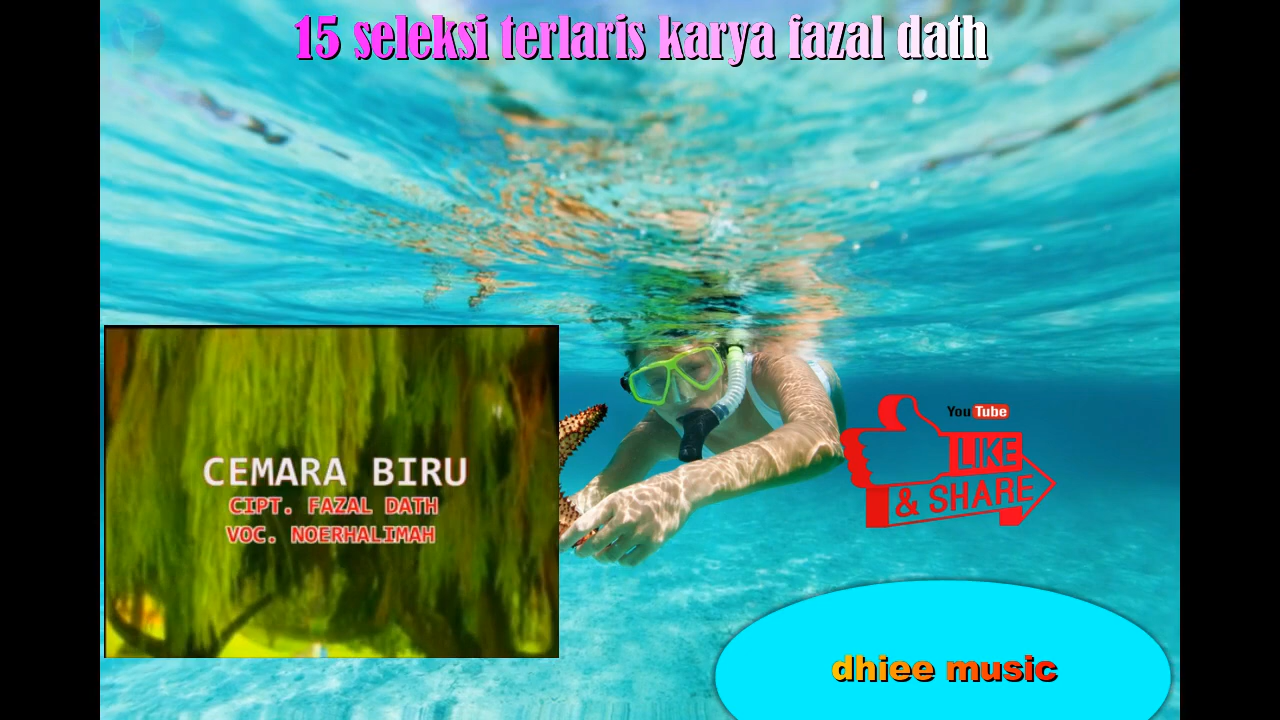 15 seleksi terlaris karya fazal dath
CEMARA BIRU
CIPT. FAZAL DATH
VOC. NOERHALIMAH
YouTube
LIKE
& SHARE
dhiee music